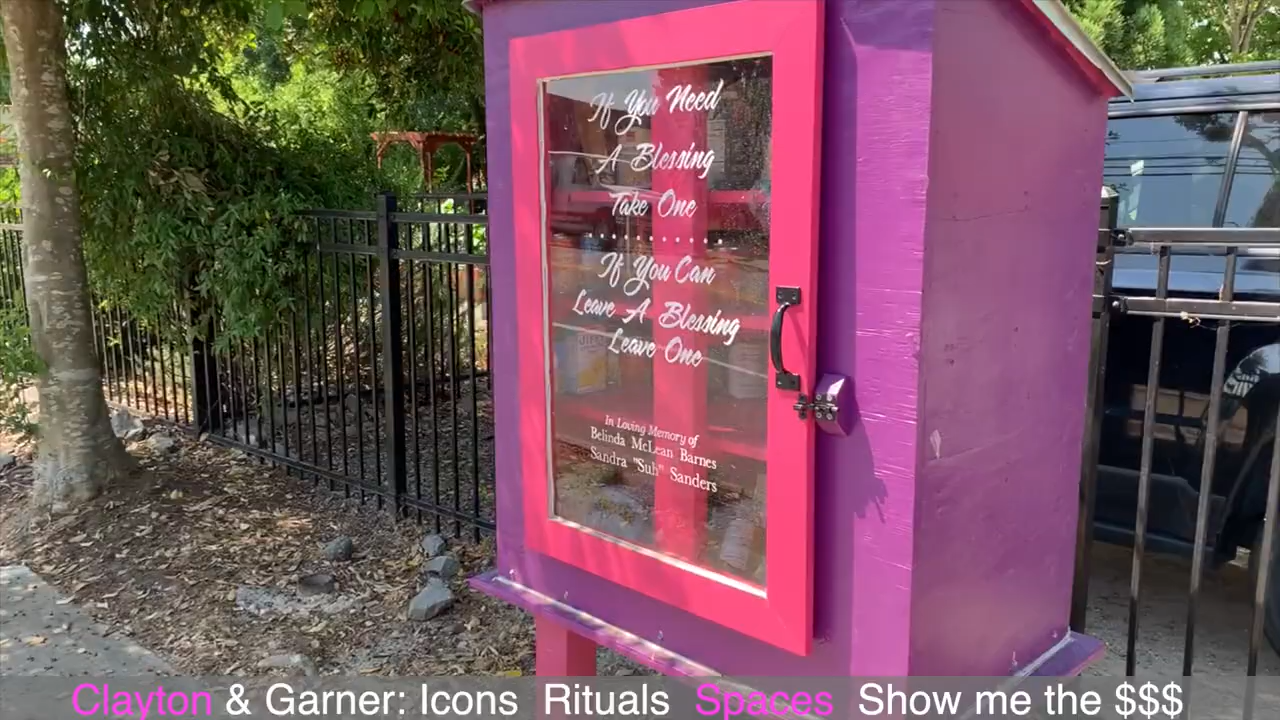 If You Need
A Blessing
Take One
If You Can
Leave A Blessing
Leave One
In Loving Memory of
Belinda McLean Barnes
Sandra "Suh" Sanders
Clayton & Garner: Icons Rituals Spaces Show me the $$$